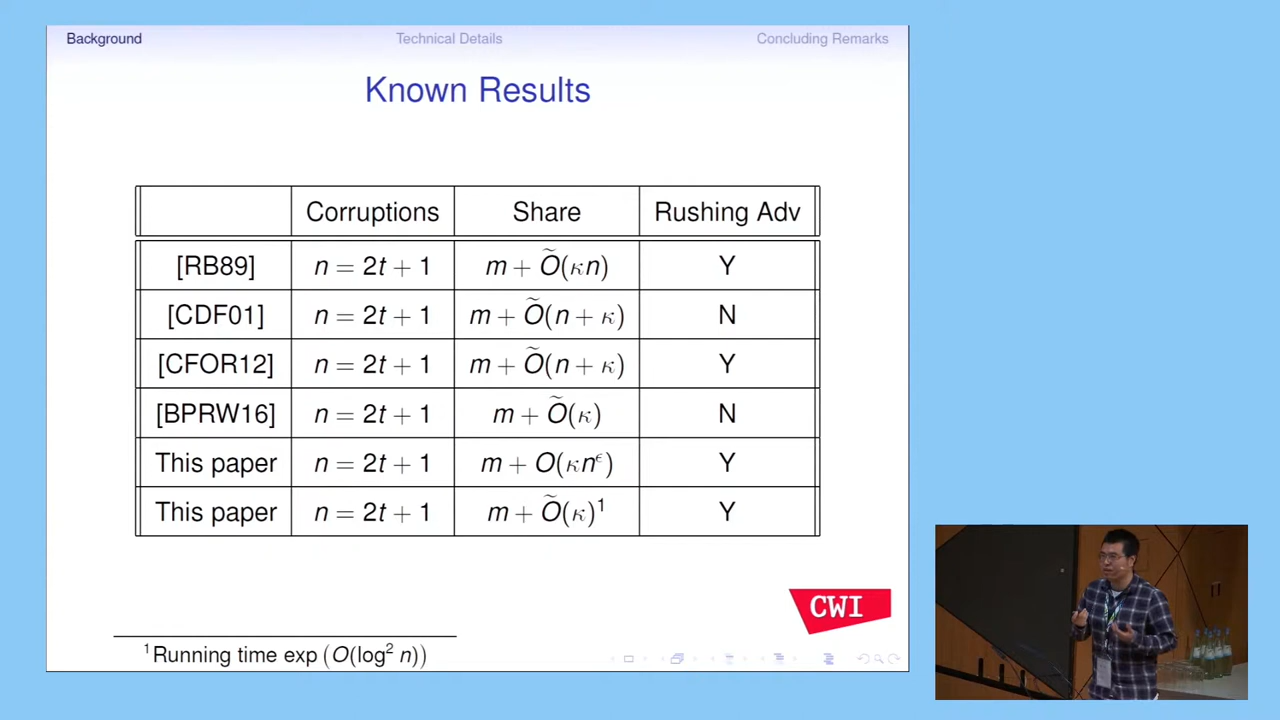 Background Technical Details Concluding Remarks
Known Results
Corruptions Share Rushing Adv
[RB89] n = 2t + 1 m + Õ(κn) Y
[CDF01] n = 2t + 1 m + Õ(n + κ) N
[CFOR12] n = 2t + 1 m + Õ(n + κ) Y
[BPRW16] n = 2t + 1 m + Õ(κ) N
This paper n = 2t + 1 m + O(κn^ϵ) Y
This paper n = 2t + 1 m + Õ(κ)¹ Y
CWI
¹Running time exp (O(log² n))